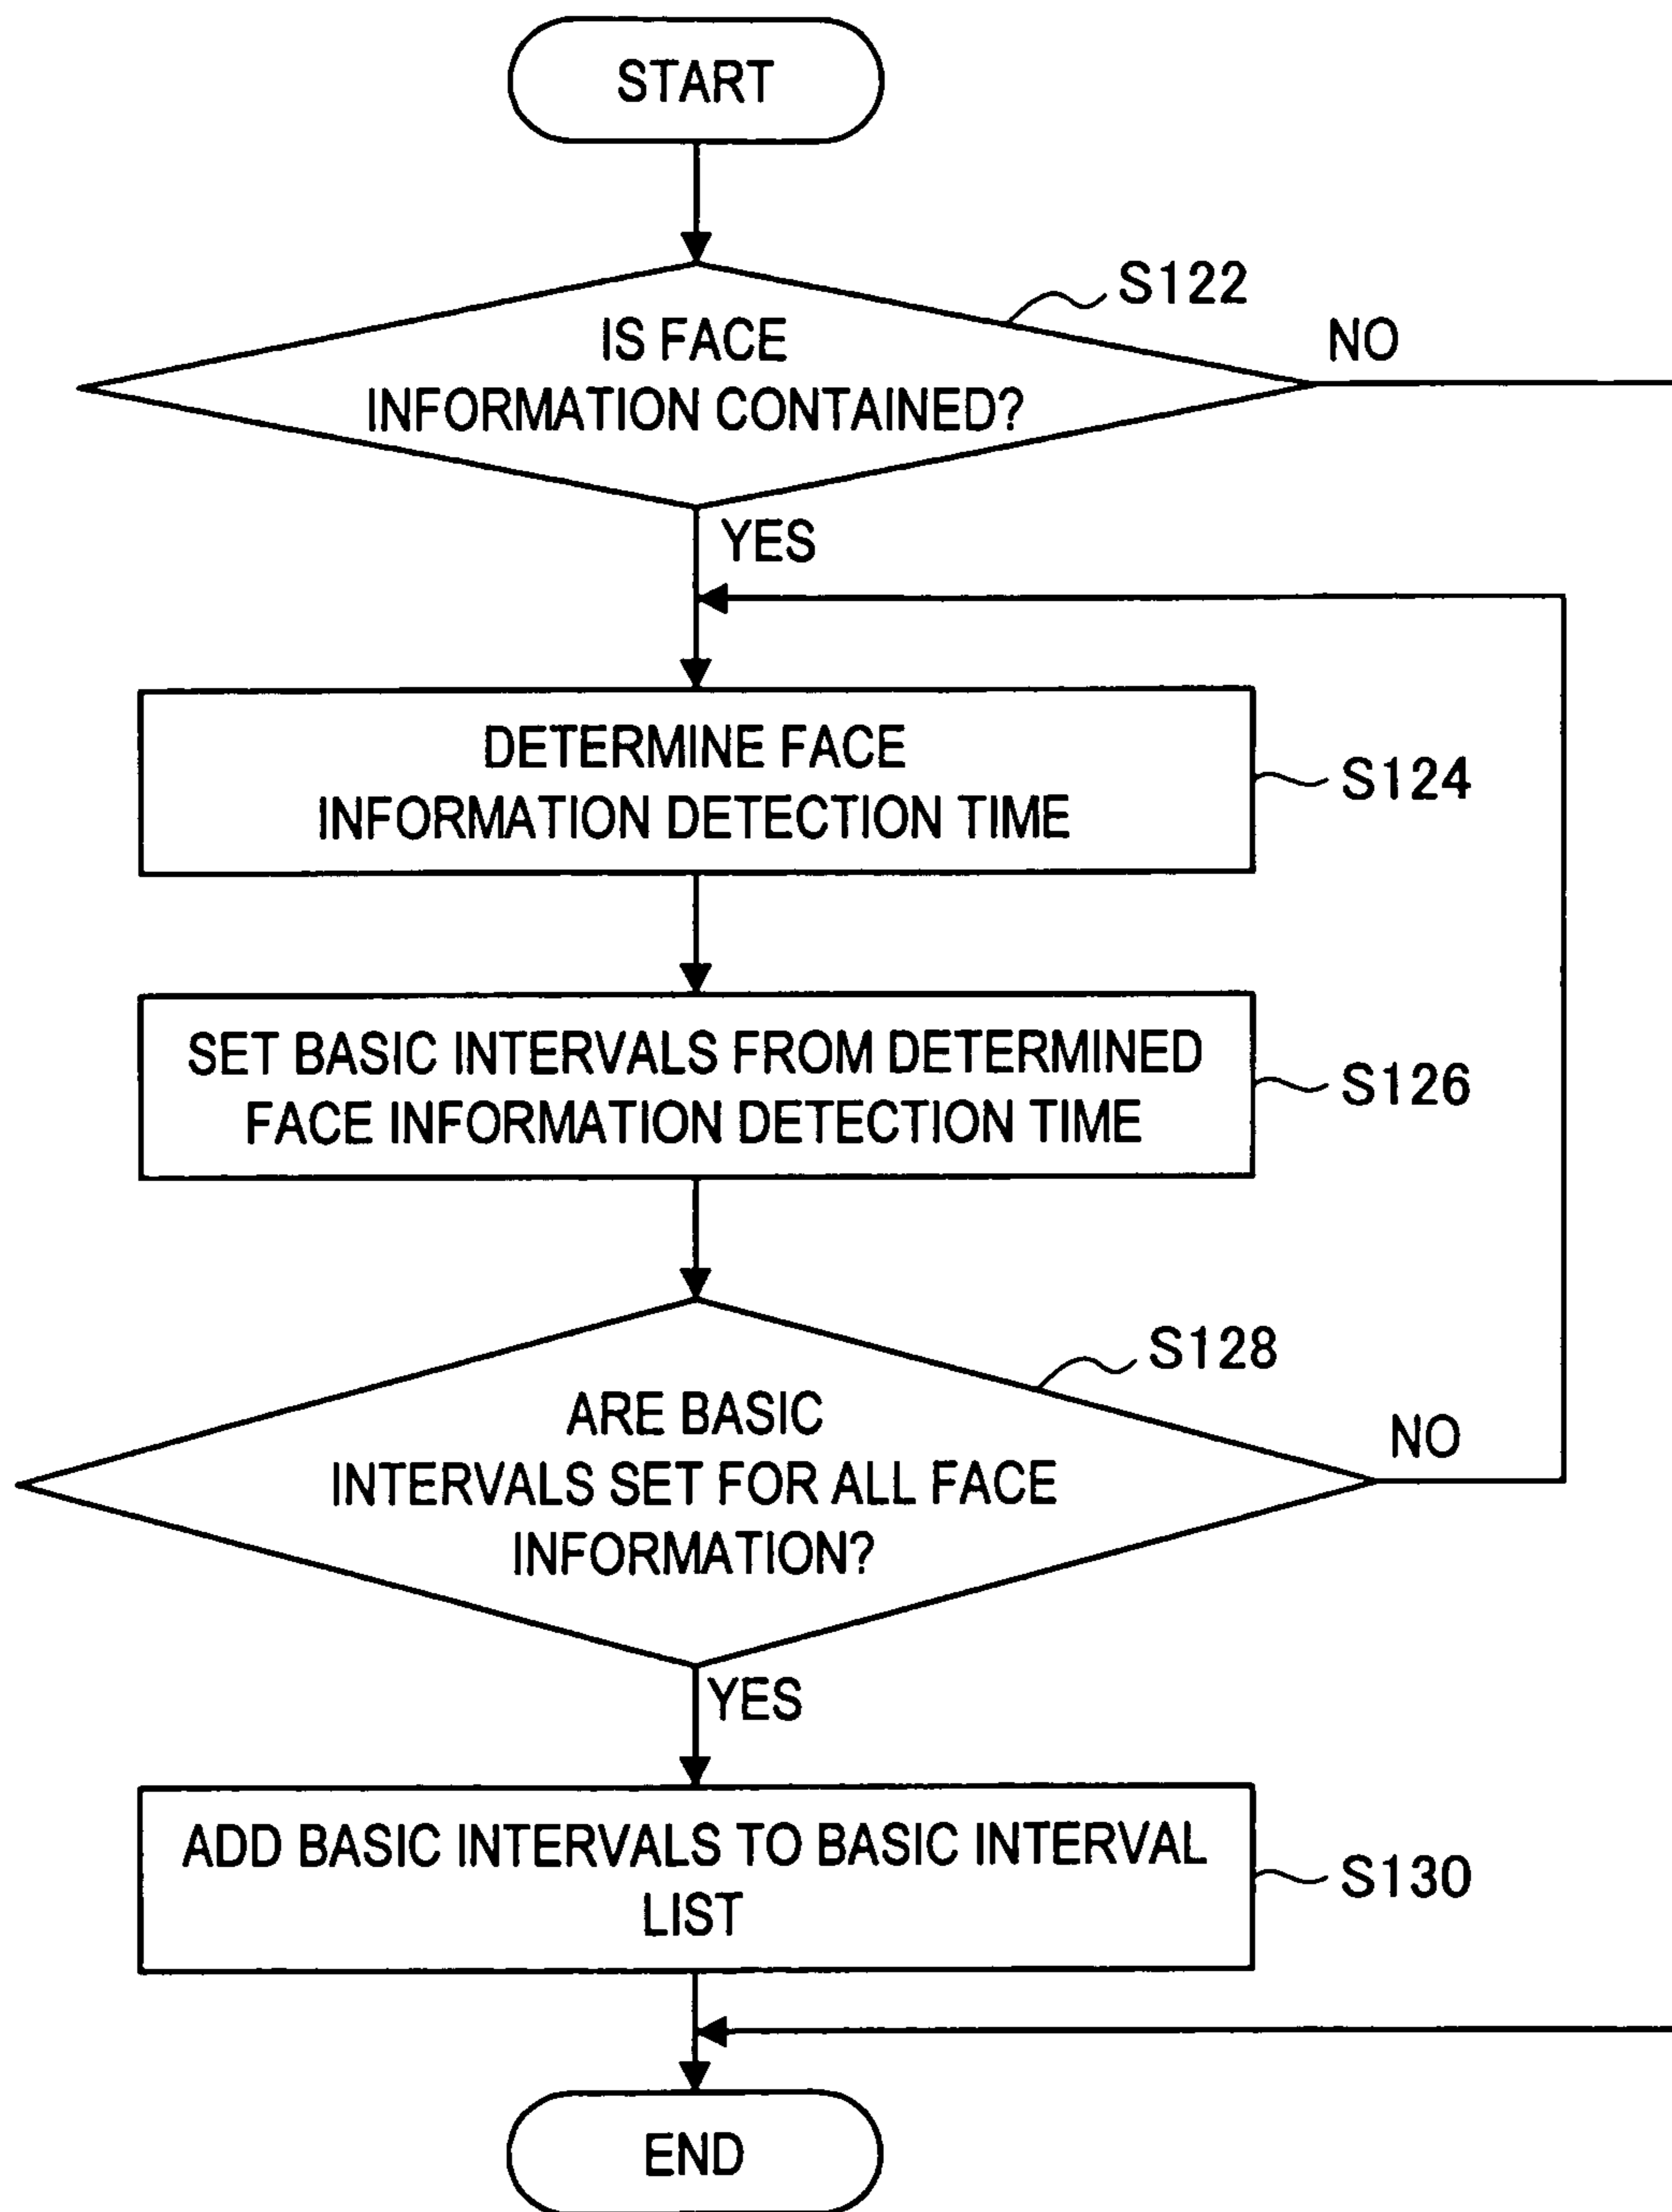 START
S122
IS FACE
NO
INFORMATION CONTAINED?
YES
DETERMINE FACE
INFORMATION DETECTION TIME
S124
SET BASIC INTERVALS FROM DETERMINED
FACE INFORMATION DETECTION TIME
S126
S128
ARE BASIC
INTERVALS SET FOR ALL FACE
INFORMATION?
NO
YES
ADD BASIC INTERVALS TO BASIC INTERVAL
LIST
S130
END